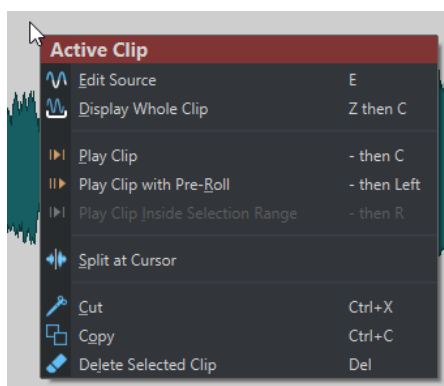 Active Clip
Edit Source E
Display Whole Clip Z then C
Play Clip - then C
Play Clip with Pre-Roll - then Left
Play Clip Inside Selection Range - then R
Split at Cursor
Cut Ctrl+X
Copy Ctrl+C
Delete Selected Clip Del